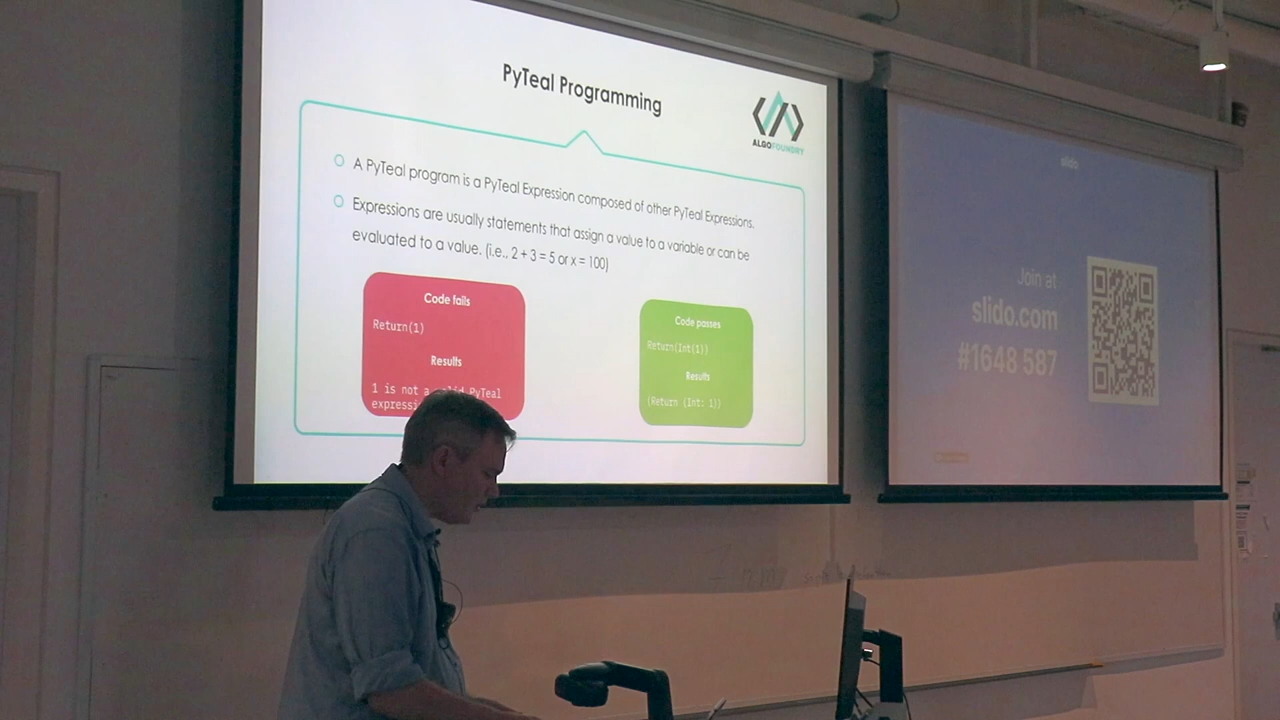 PyTeal Programming
ALGOFOUNDRY
A PyTeal program is a PyTeal Expression composed of other PyTeal Expressions.
Expressions are usually statements that assign a value to a variable or can be
evaluated to a value. (i.e., 2 + 3 = 5 or x = 100)
Code fails
Return(1)
Results
1 is not a valid PyTeal
Code passes
Return(Int(1))
Results
(Return (Int: 1))
slido
Join at
slido.com
#1648 587